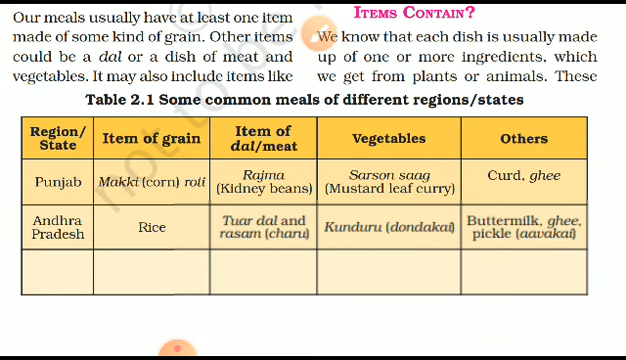 Our meals usually have at least one item
made of some kind of grain. Other items
could be a dal or a dish of meat and
vegetables. It may also include items like
ITEMS CONTAIN?
We know that each dish is usually made
up of one or more ingredients, which
we get from plants or animals. These
Table 2.1 Some common meals of different regions/states
Region/ State
Item of grain
Item of dal/meat
Vegetables
Others
Punjab
Makki (corn) roti
Rajma (Kidney beans)
Sarson saag (Mustard leaf curry)
Curd, ghee
Andhra Pradesh
Rice
Tuar dal and rasam (charu)
Kunduru (dondakai)
Buttermilk, ghee, pickle (aavakai)
not to be